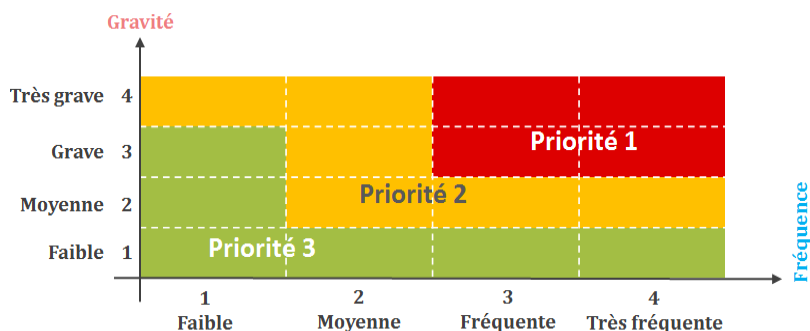 Gravité
Très grave 4
Grave 3
Priorité 1
Moyenne 2
Priorité 2
Faible 1
Priorité 3
Fréquence
1 2 3 4
Faible Moyenne Fréquente Très fréquente